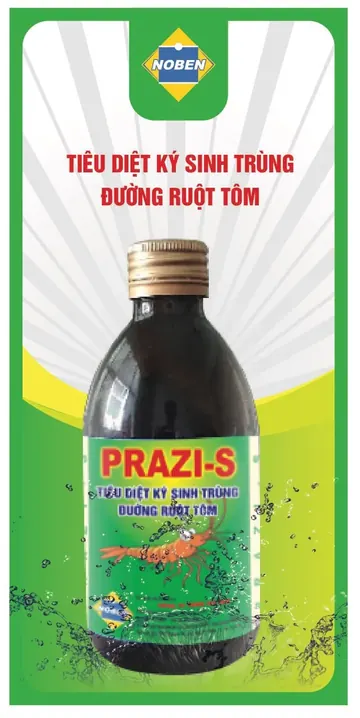 NOBEN
TIÊU DIỆT KÝ SINH TRÙNG
ĐƯỜNG RUỘT TÔM
PRAZI-S
TIÊU DIỆT KÝ SINH TRÙNG
ĐƯỜNG RUỘT TÔM